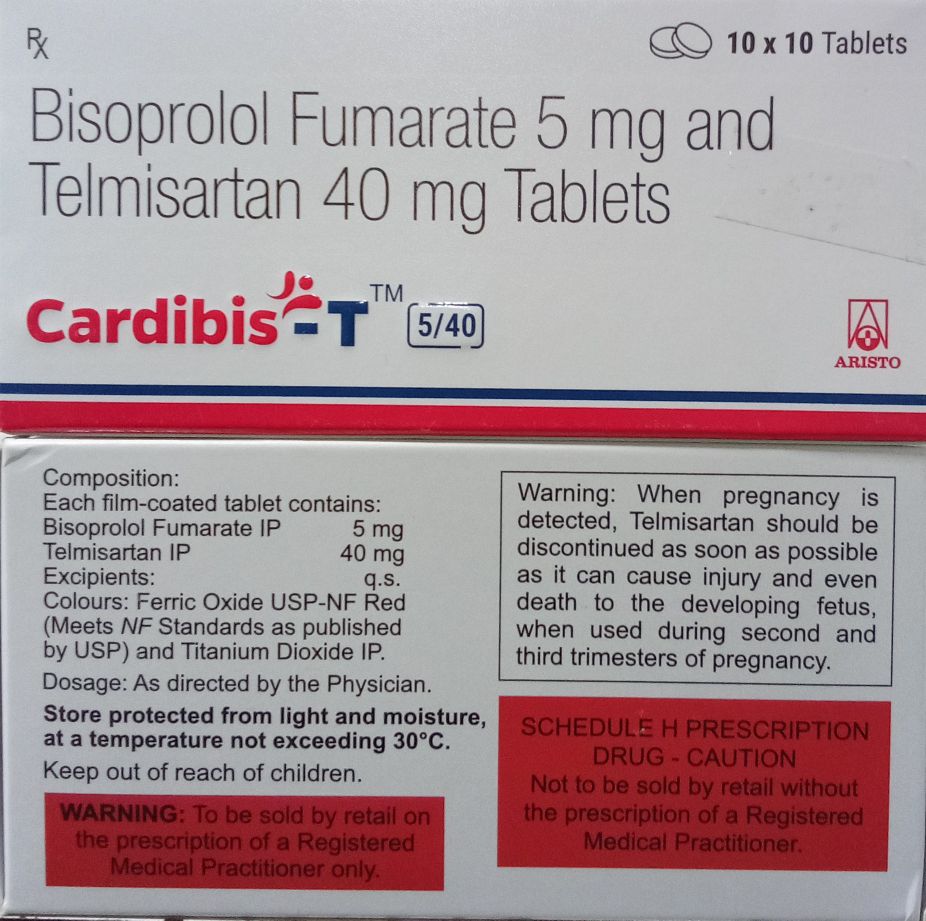 Rx
10 x 10 Tablets
Bisoprolol Fumarate 5 mg and
Telmisartan 40 mg Tablets
Cardibis-T™ 5/40
ARISTO
Composition:
Each film-coated tablet contains:
Bisoprolol Fumarate IP 5 mg
Telmisartan IP 40 mg
Excipients: q.s.
Colours: Ferric Oxide USP-NF Red
(Meets NF Standards as published
by USP) and Titanium Dioxide IP.
Dosage: As directed by the Physician.
Store protected from light and moisture,
at a temperature not exceeding 30°C.
Keep out of reach of children.
WARNING: To be sold by retail on
the prescription of a Registered
Medical Practitioner only.
Warning: When pregnancy is
detected, Telmisartan should be
discontinued as soon as possible
as it can cause injury and even
death to the developing fetus,
when used during second and
third trimesters of pregnancy.
SCHEDULE H PRESCRIPTION
DRUG - CAUTION
Not to be sold by retail without
the prescription of a Registered
Medical Practitioner.